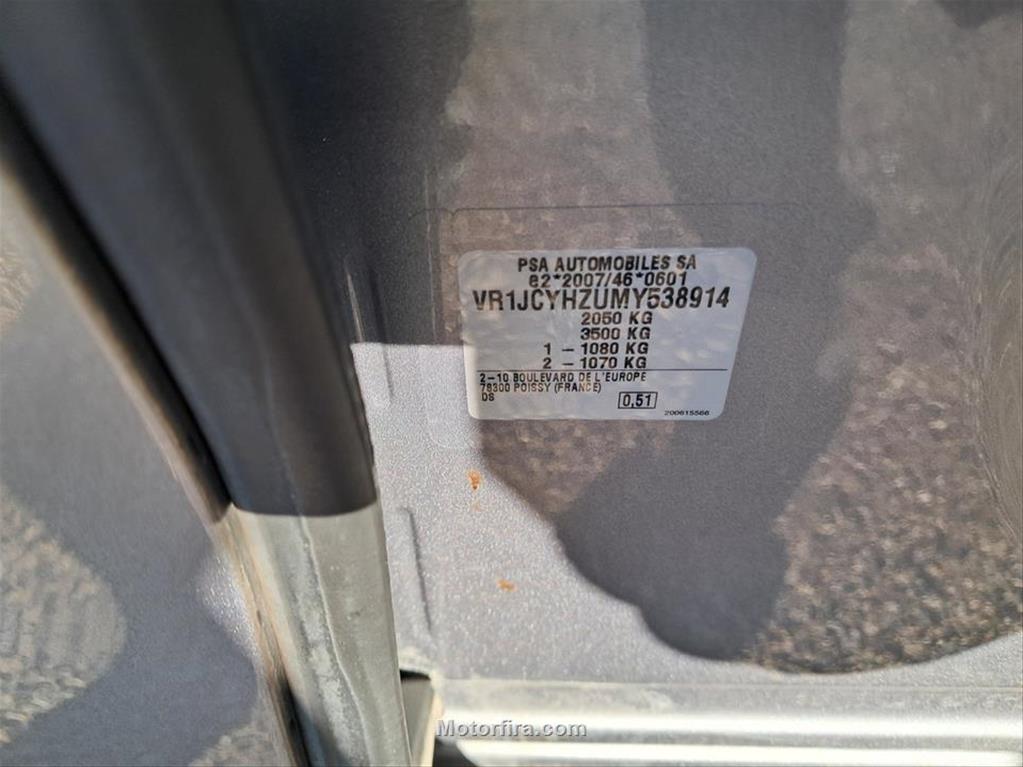 PSA AUTOMOBILES SA
e2*2007/46*0601
VR1JCYHZUMY538914
2050 KG
3500 KG
1 - 1080 KG
2 - 1070 KG
2-10 BOULEVARD DE L'EUROPE
78300 POISSY (FRANCE)
DS
0,51
200615566
Motorfira.com